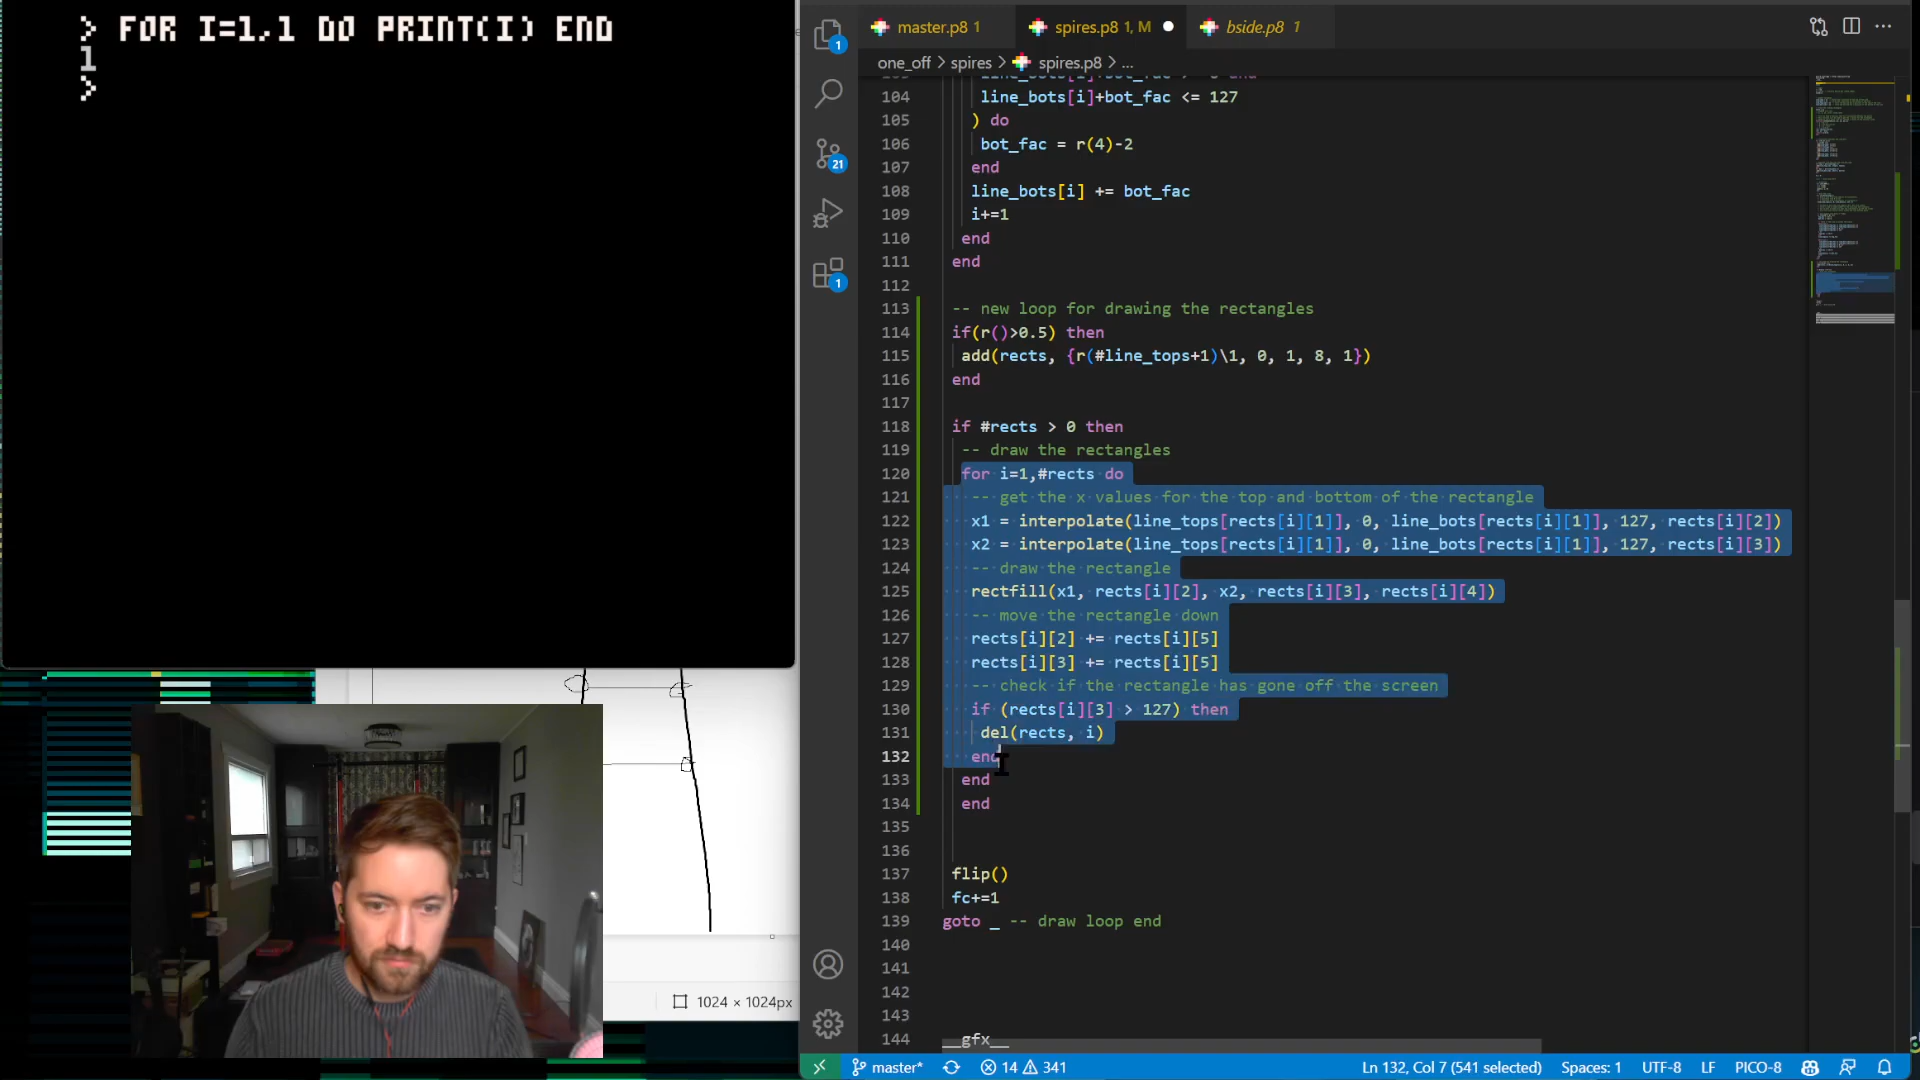 > FOR I=1,1 DO PRINT(I) END
1
>
master.p8 1
spires.p8 1, M
bside.p8 1
one_off > spires > spires.p8 > ...
104 line_bots[i]+bot_fac <= 127
105 ) do
106 bot_fac = r(4)-2
107 end
108 line_bots[i] += bot_fac
109 i+=1
110 end
111 end
112
113 -- new loop for drawing the rectangles
114 if(r()>0.5) then
115 add(rects, {r(#line_tops+1)\1, 0, 1, 8, 1})
116 end
117
118 if #rects > 0 then
119 -- draw the rectangles
120 for i=1,#rects do
121 -- get the x values for the top and bottom of the rectangle
122 x1 = interpolate(line_tops[rects[i][1]], 0, line_bots[rects[i][1]], 127, rects[i][2])
123 x2 = interpolate(line_tops[rects[i][1]], 0, line_bots[rects[i][1]], 127, rects[i][3])
124 -- draw the rectangle
125 rectfill(x1, rects[i][2], x2, rects[i][3], rects[i][4])
126 -- move the rectangle down
127 rects[i][2] += rects[i][5]
128 rects[i][3] += rects[i][5]
129 -- check if the rectangle has gone off the screen
130 if (rects[i][3] > 127) then
131 del(rects, i)
132 end
133 end
134 end
135
136
137 flip()
138 fc+=1
139 goto _ -- draw loop end
140
141
142
143
144 __gfx__
1
21
1
1024 × 1024px
master* 14 341 Ln 132, Col 7 (541 selected) Spaces: 1 UTF-8 LF PICO-8